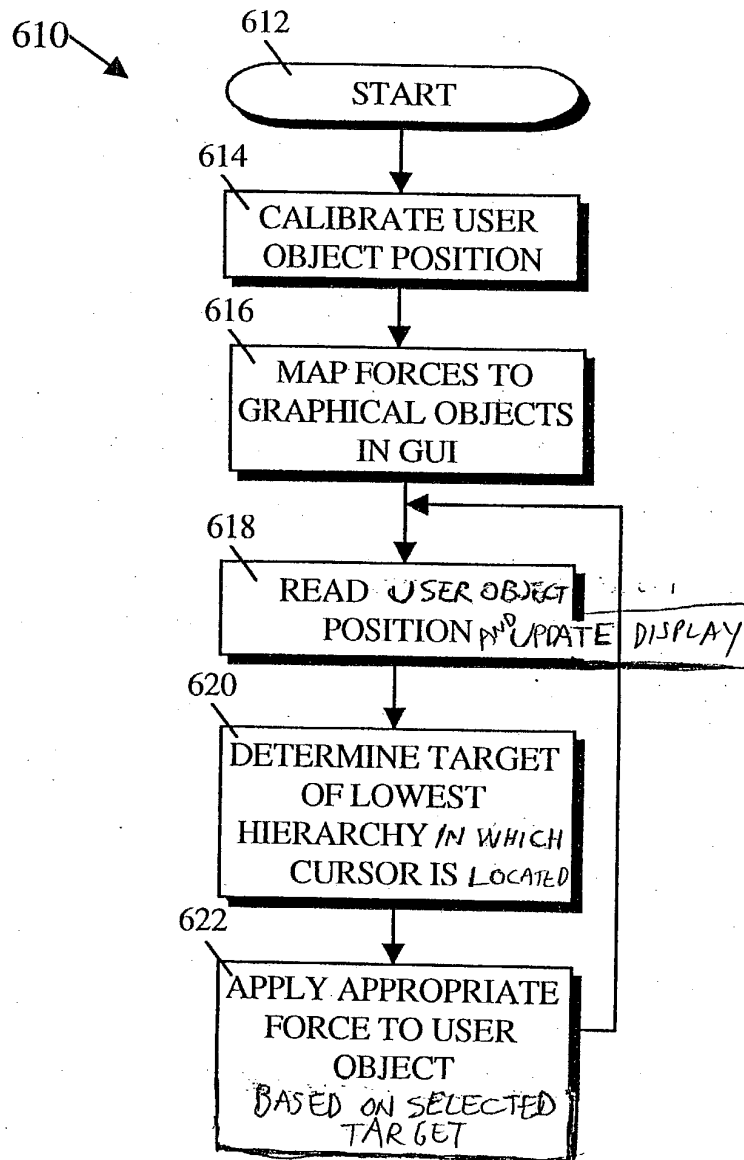 610
612
START
614
CALIBRATE USER
OBJECT POSITION
616
MAP FORCES TO
GRAPHICAL OBJECTS
IN GUI
618
READ USER OBJECT
POSITION AND UPDATE DISPLAY
620
DETERMINE TARGET
OF LOWEST
HIERARCHY IN WHICH
CURSOR IS LOCATED
622
APPLY APPROPRIATE
FORCE TO USER
OBJECT
BASED ON SELECTED
TARGET